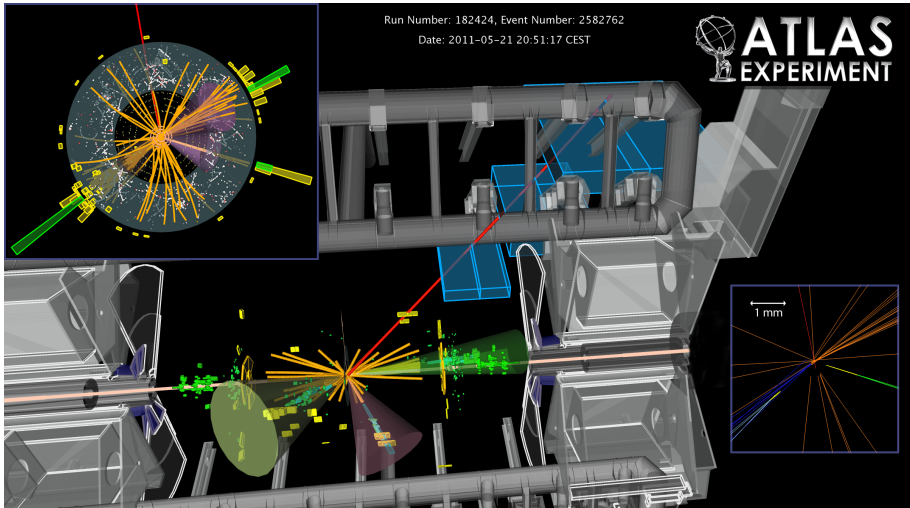 Run Number: 182424, Event Number: 2582762
Date: 2011-05-21 20:51:17 CEST
ATLAS
EXPERIMENT
1 mm